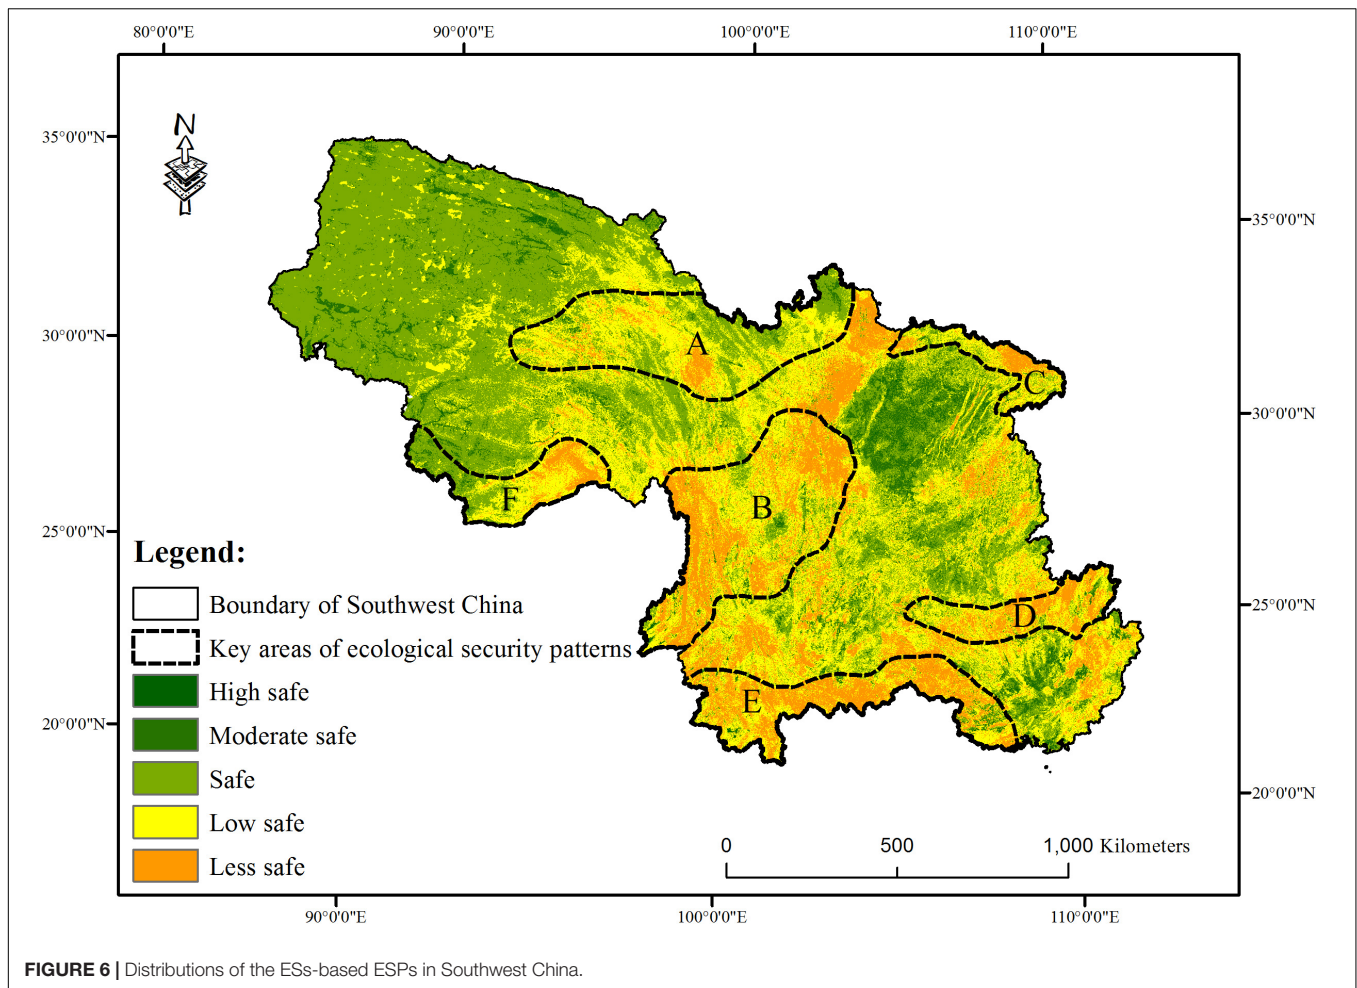 80°0'0"E 90°0'0"E 100°0'0"E 110°0'0"E
N
35°0'0"N
35°0'0"N
30°0'0"N
A
C
30°0'0"N
F
B
25°0'0"N
Legend:
Boundary of Southwest China
25°0'0"N
D
Key areas of ecological security patterns
High safe
E
20°0'0"N
Moderate safe
Safe
20°0'0"N
Low safe
0 500 1,000 Kilometers
Less safe
90°0'0"E 100°0'0"E 110°0'0"E
FIGURE 6 | Distributions of the ESs-based ESPs in Southwest China.